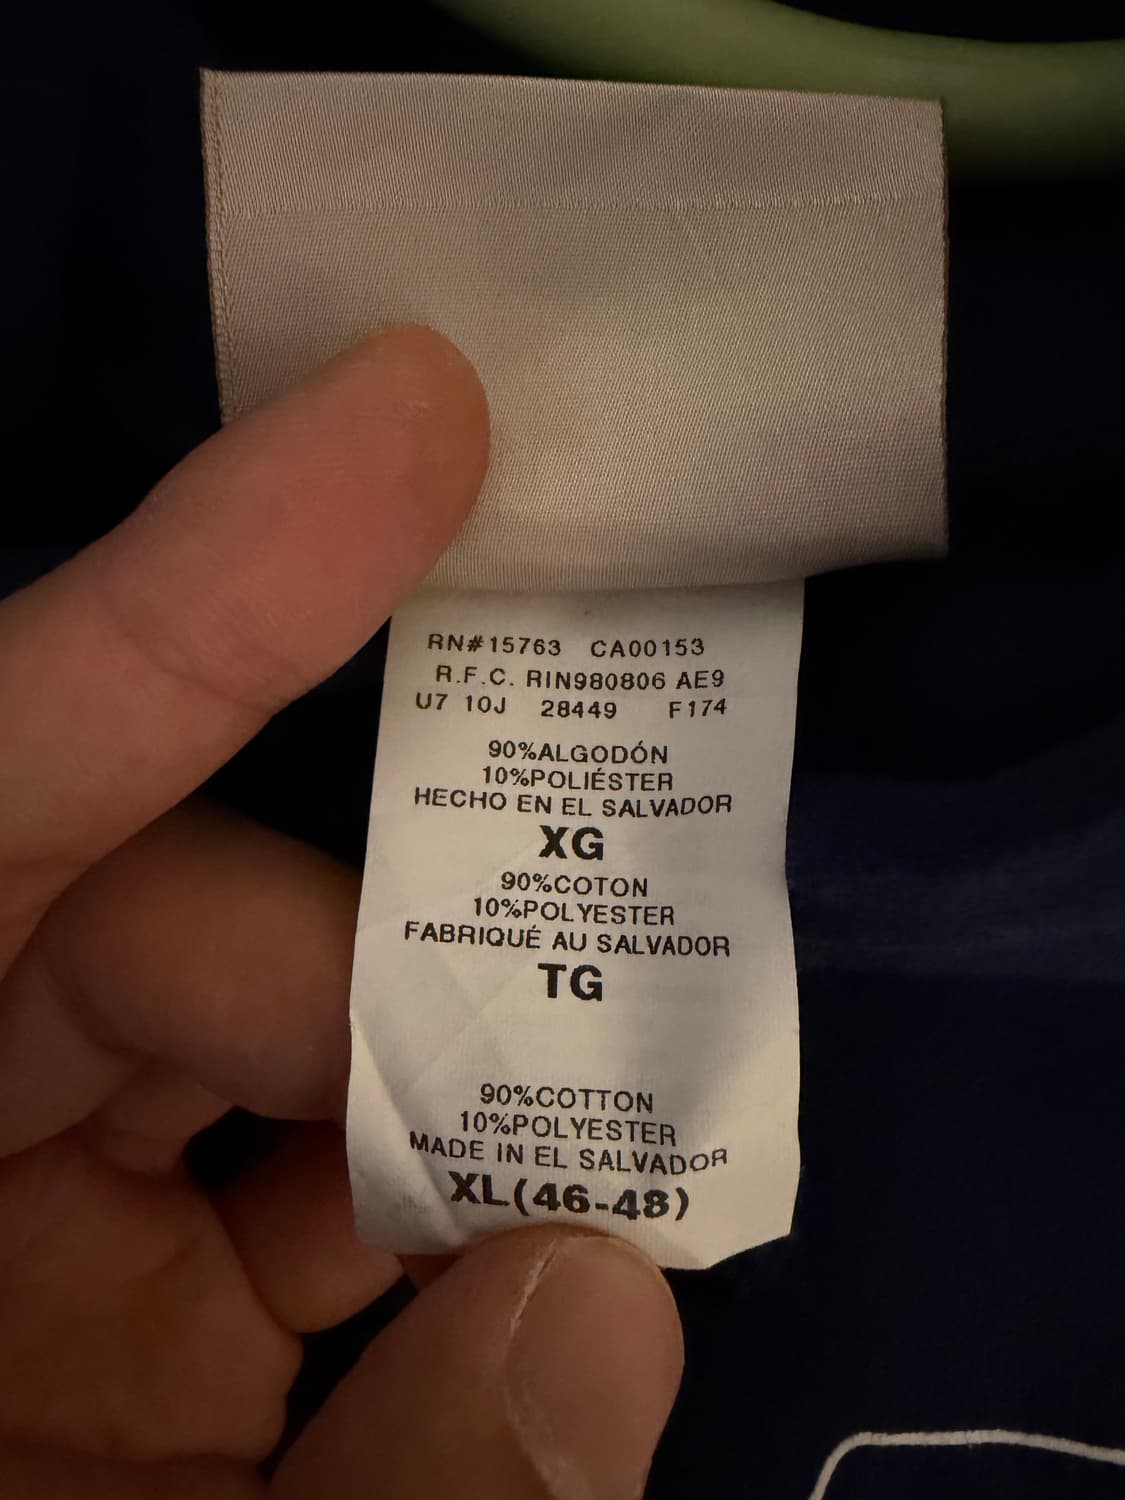 RN#15763 CA00153
R.F.C. RIN980806 AE9
U7 10J 28449 F174
90%ALGODÓN
10%POLIÉSTER
HECHO EN EL SALVADOR
XG
90%COTON
10%POLYESTER
FABRIQUÉ AU SALVADOR
TG
90%COTTON
10%POLYESTER
MADE IN EL SALVADOR
XL(46-48)